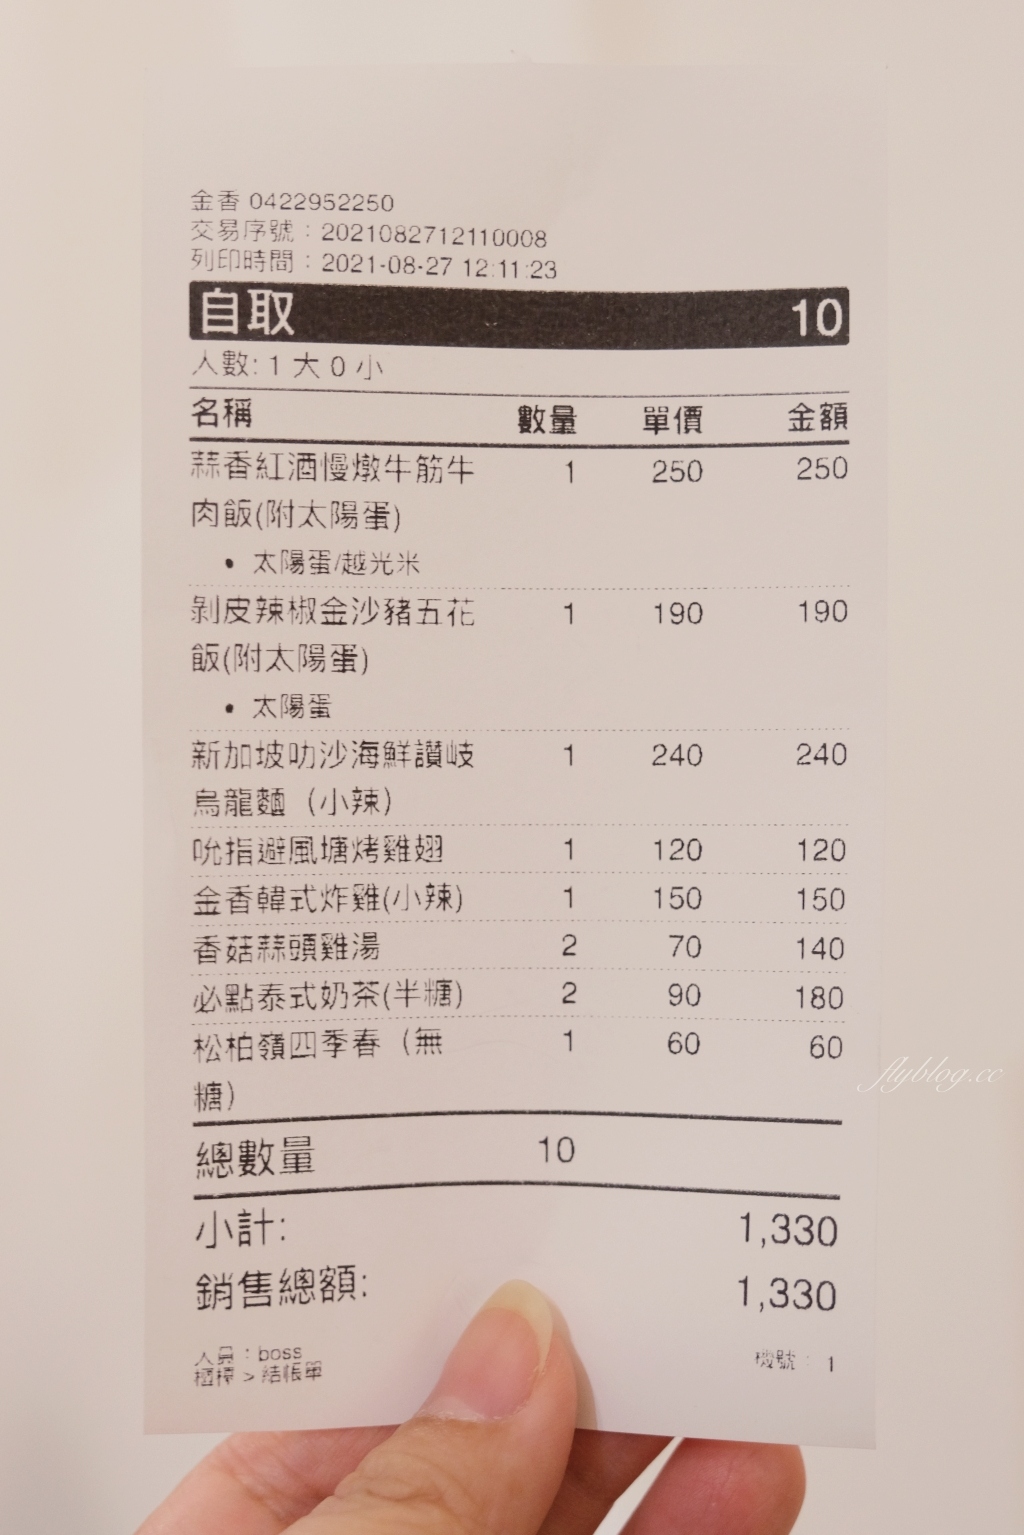 金香 0422952250
交易序號：2021082712110008
列印時間：2021-08-27 12:11:23
自取 10
人數: 1 大 0 小
名稱 數量 單價 金額
蒜香紅酒慢燉牛筋牛 1 250 250
肉飯(附太陽蛋)
• 太陽蛋/越光米
剝皮辣椒金沙豬五花 1 190 190
飯(附太陽蛋)
• 太陽蛋
新加坡叻沙海鮮讚岐 1 240 240
烏龍麵（小辣）
吮指避風塘烤雞翅 1 120 120
金香韓式炸雞(小辣) 1 150 150
香菇蒜頭雞湯 2 70 140
必點泰式奶茶(半糖) 2 90 180
松柏嶺四季春（無 1 60 60
糖）
總數量 10
小計: 1,330
銷售總額: 1,330
人員：boss
櫃檯 > 結帳單 機號：1
flyblog.cc